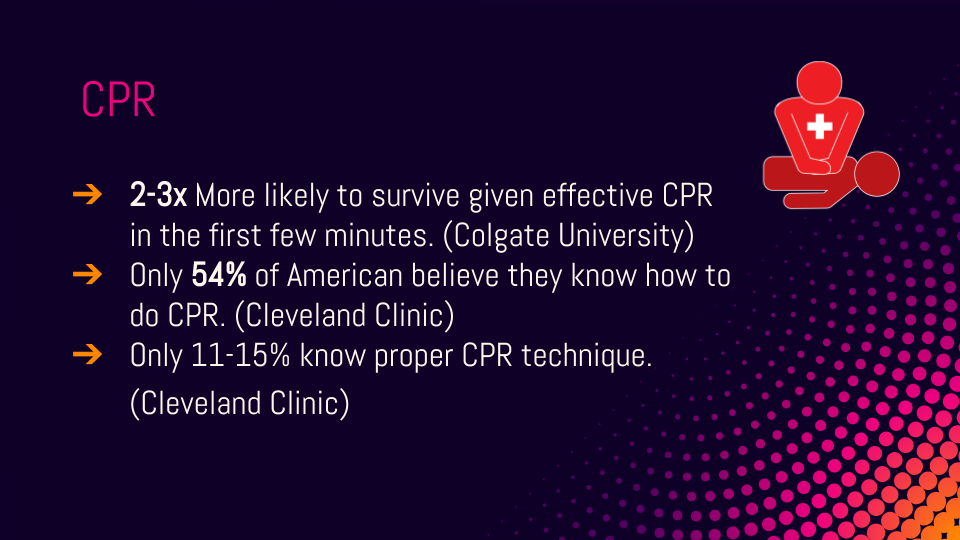 CPR
➔ 2-3x More likely to survive given effective CPR
in the first few minutes. (Colgate University)
➔ Only 54% of American believe they know how to
do CPR. (Cleveland Clinic)
➔ Only 11-15% know proper CPR technique.
(Cleveland Clinic)